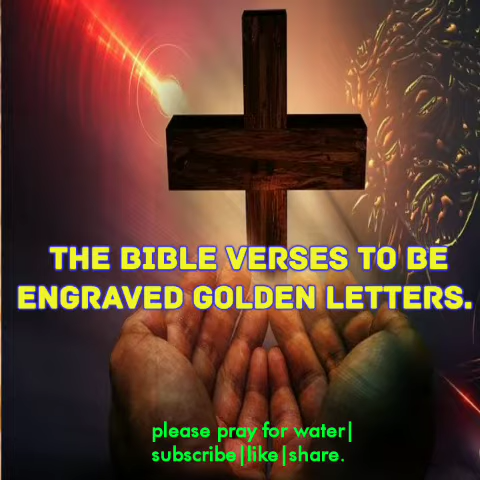 THE BIBLE VERSES TO BE
ENGRAVED GOLDEN LETTERS.
please pray for water|
subscribe|like|share.